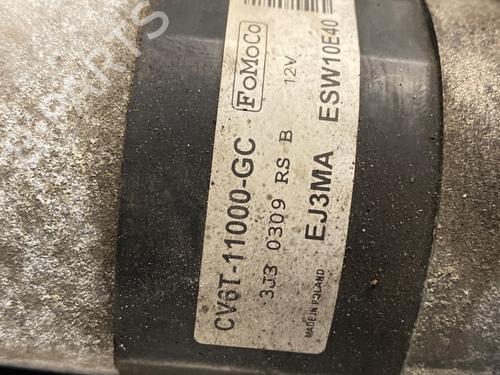 FoMoCo
CV6T-11000-GC
3J3 0309 RS B 12V
EJ3MA ESW10E40
MADE IN POLAND